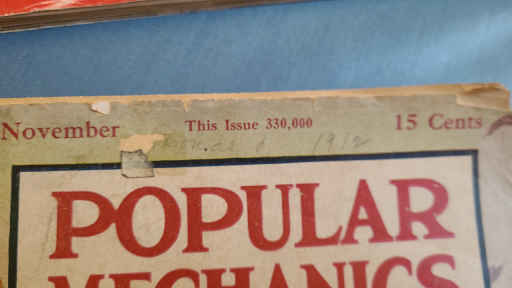 November This Issue 330,000 15 Cents
1912
POPULAR
MECHANICS